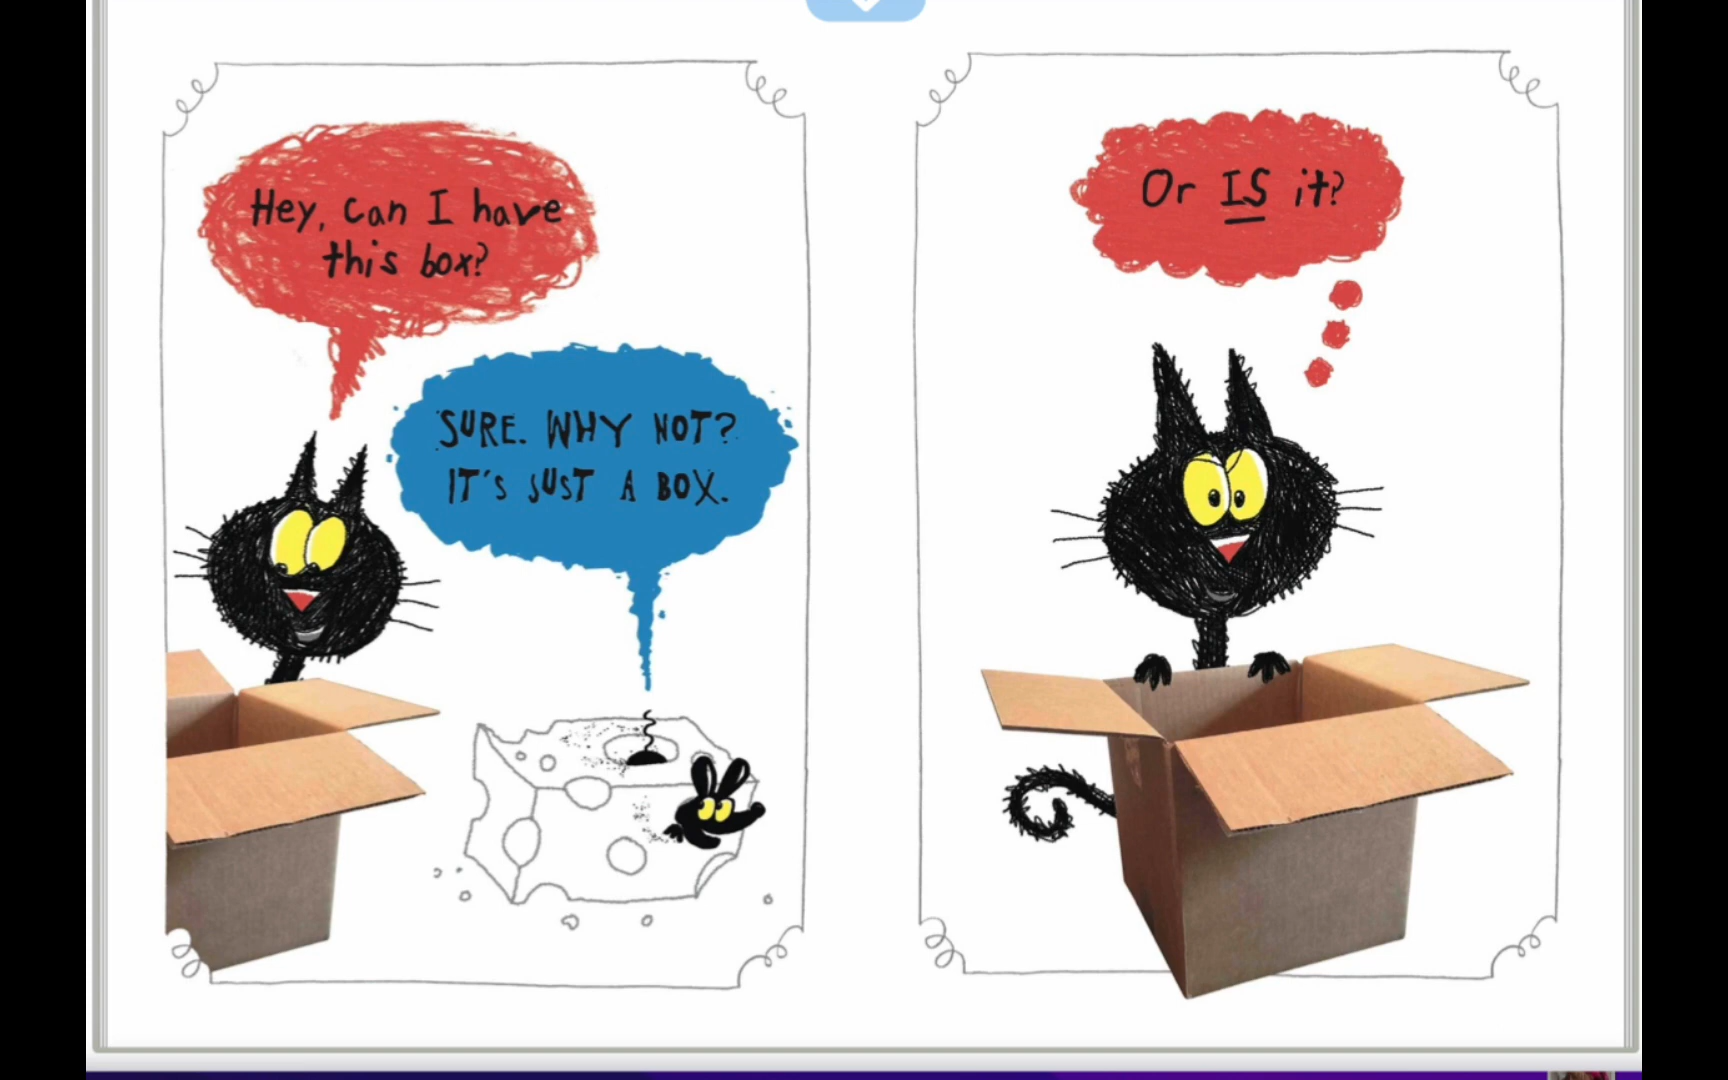 Hey, can I have
this box?
SURE. WHY NOT?
IT'S JUST A BOX.
Or IS it?